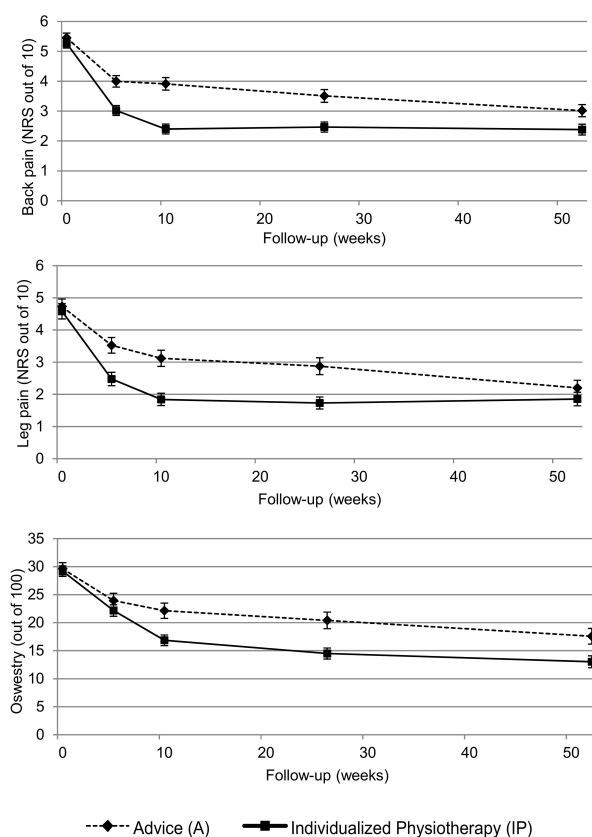 6
5
4
3
2
1
0
Back pain (NRS out of 10)
0 10 20 30 40 50
Follow-up (weeks)
6
5
4
3
2
1
0
Leg pain (NRS out of 10)
0 10 20 30 40 50
Follow-up (weeks)
35
30
25
20
15
10
5
0
Oswestry (out of 100)
0 10 20 30 40 50
Follow-up (weeks)
Advice (A) Individualized Physiotherapy (IP)